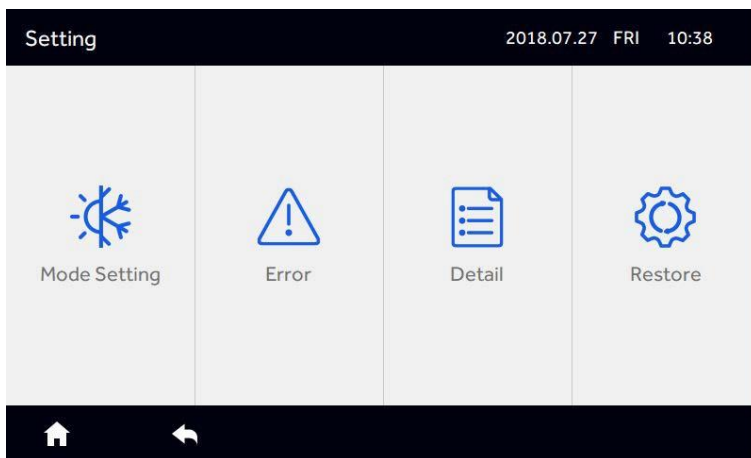 Setting 2018.07.27 FRI 10:38
Mode Setting Error Detail Restore